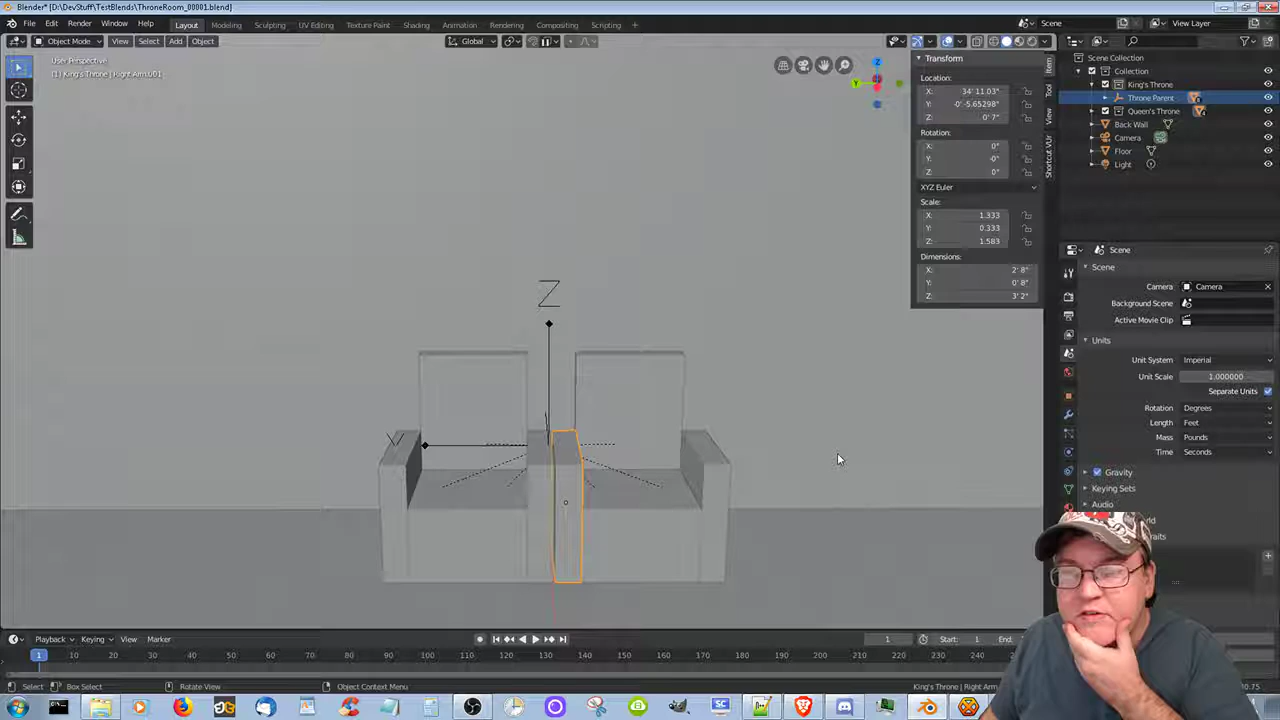 Blender* [D:\DevStuff\TestBlends\ThroneRoom_00001.blend]
File Edit Render Window Help Layout Modeling Sculpting UV Editing Texture Paint Shading Animation Rendering Compositing Scripting Scene View Layer
Object Mode View Select Add Object Global
User Perspective
(1) King's Throne | Right Arm.001
Z
Y
Z
Y
Transform
Location:
X: 34' 11.03"
Y: -0' -5.65298"
Z: 0' 7"
Rotation:
X: 0°
Y: -0°
Z: 0°
XYZ Euler
Scale:
X: 1.333
Y: 0.333
Z: 1.583
Dimensions:
X: 2' 8"
Y: 0' 8"
Z: 3' 2"
Item
Tool
View
Shortcut VUr
Scene Collection
Collection
King's Throne
Throne Parent
Queen's Throne
Back Wall
Camera
Floor
Light
Scene
Scene
Camera Camera
Background Scene
Active Movie Clip
Units
Unit System Imperial
Unit Scale 1.000000
Separate Units
Rotation Degrees
Length Feet
Mass Pounds
Time Seconds
Gravity
Keying Sets
Audio
Playback Keying View Marker 1 Start: 1 End:
1 10 20 30 40 50 60 70 80 90 100 110 120 130 140 150 160 170 180 190 200 210 220 230 240
Select Box Select Rotate View Object Context Menu King's Throne | Right Arm